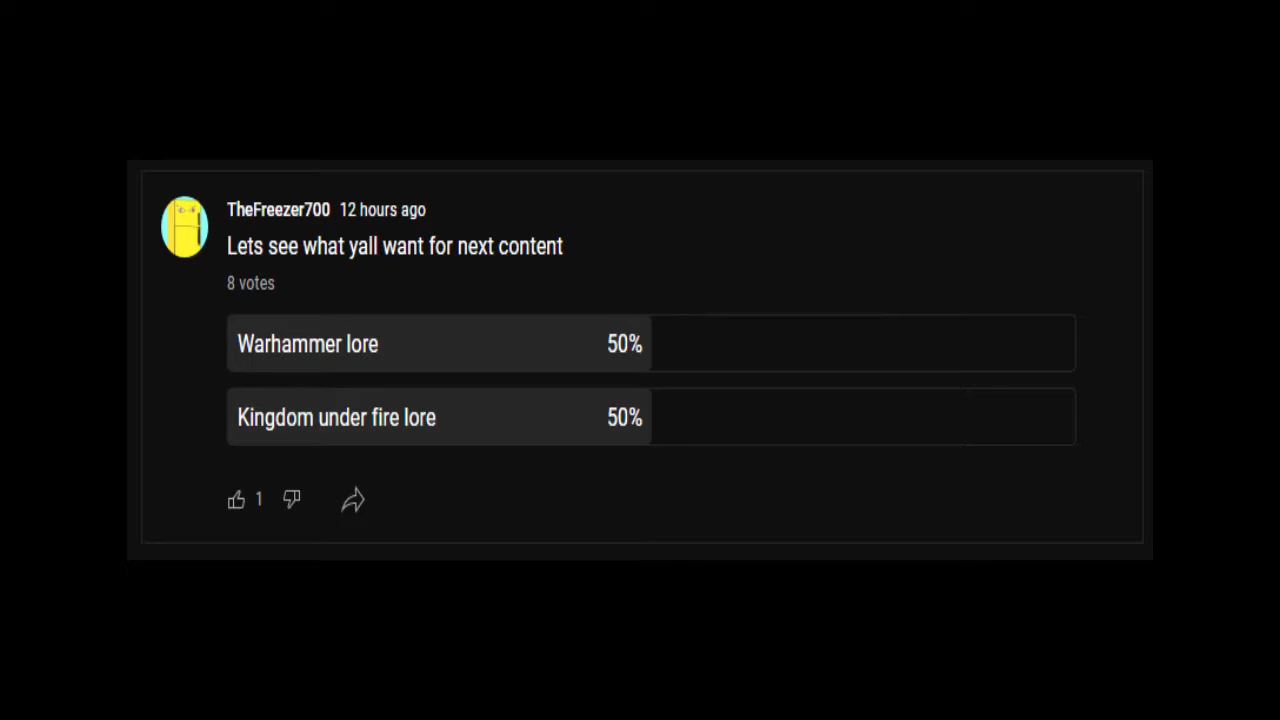 TheFreezer700 12 hours ago
Lets see what yall want for next content
8 votes
Warhammer lore 50%
Kingdom under fire lore 50%
1